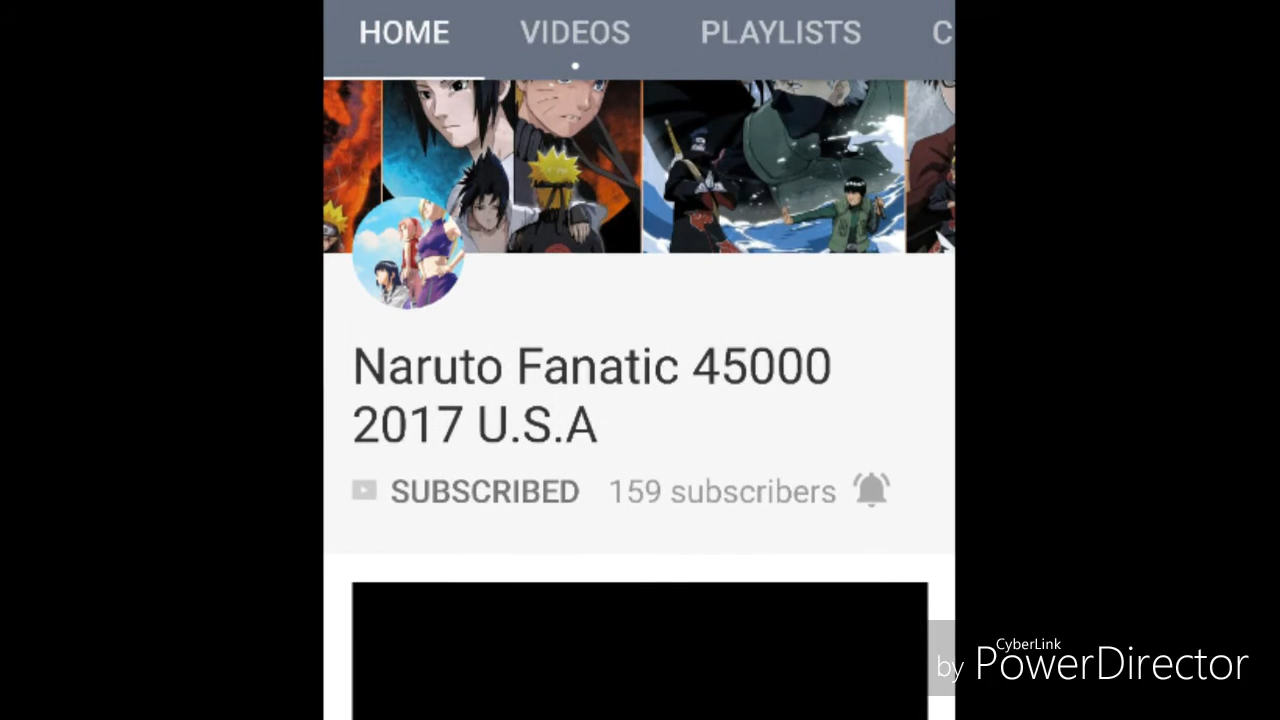 HOME VIDEOS PLAYLISTS C
Naruto Fanatic 45000
2017 U.S.A
SUBSCRIBED 159 subscribers
CyberLink
by PowerDirector